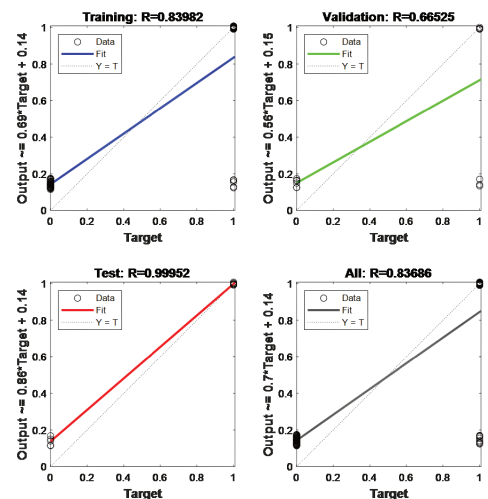 Training: R=0.83982
Output ~= 0.69*Target + 0.14
1
0.8
0.6
0.4
0.2
0
Data
Fit
Y = T
0 0.2 0.4 0.6 0.8 1
Target
Validation: R=0.66525
Output ~= 0.56*Target + 0.15
1
0.8
0.6
0.4
0.2
0
Data
Fit
Y = T
0 0.2 0.4 0.6 0.8 1
Target
Test: R=0.99952
Output ~= 0.86*Target + 0.14
1
0.8
0.6
0.4
0.2
0
Data
Fit
Y = T
0 0.2 0.4 0.6 0.8 1
Target
All: R=0.83686
Output ~= 0.7*Target + 0.14
1
0.8
0.6
0.4
0.2
0
Data
Fit
Y = T
0 0.2 0.4 0.6 0.8 1
Target